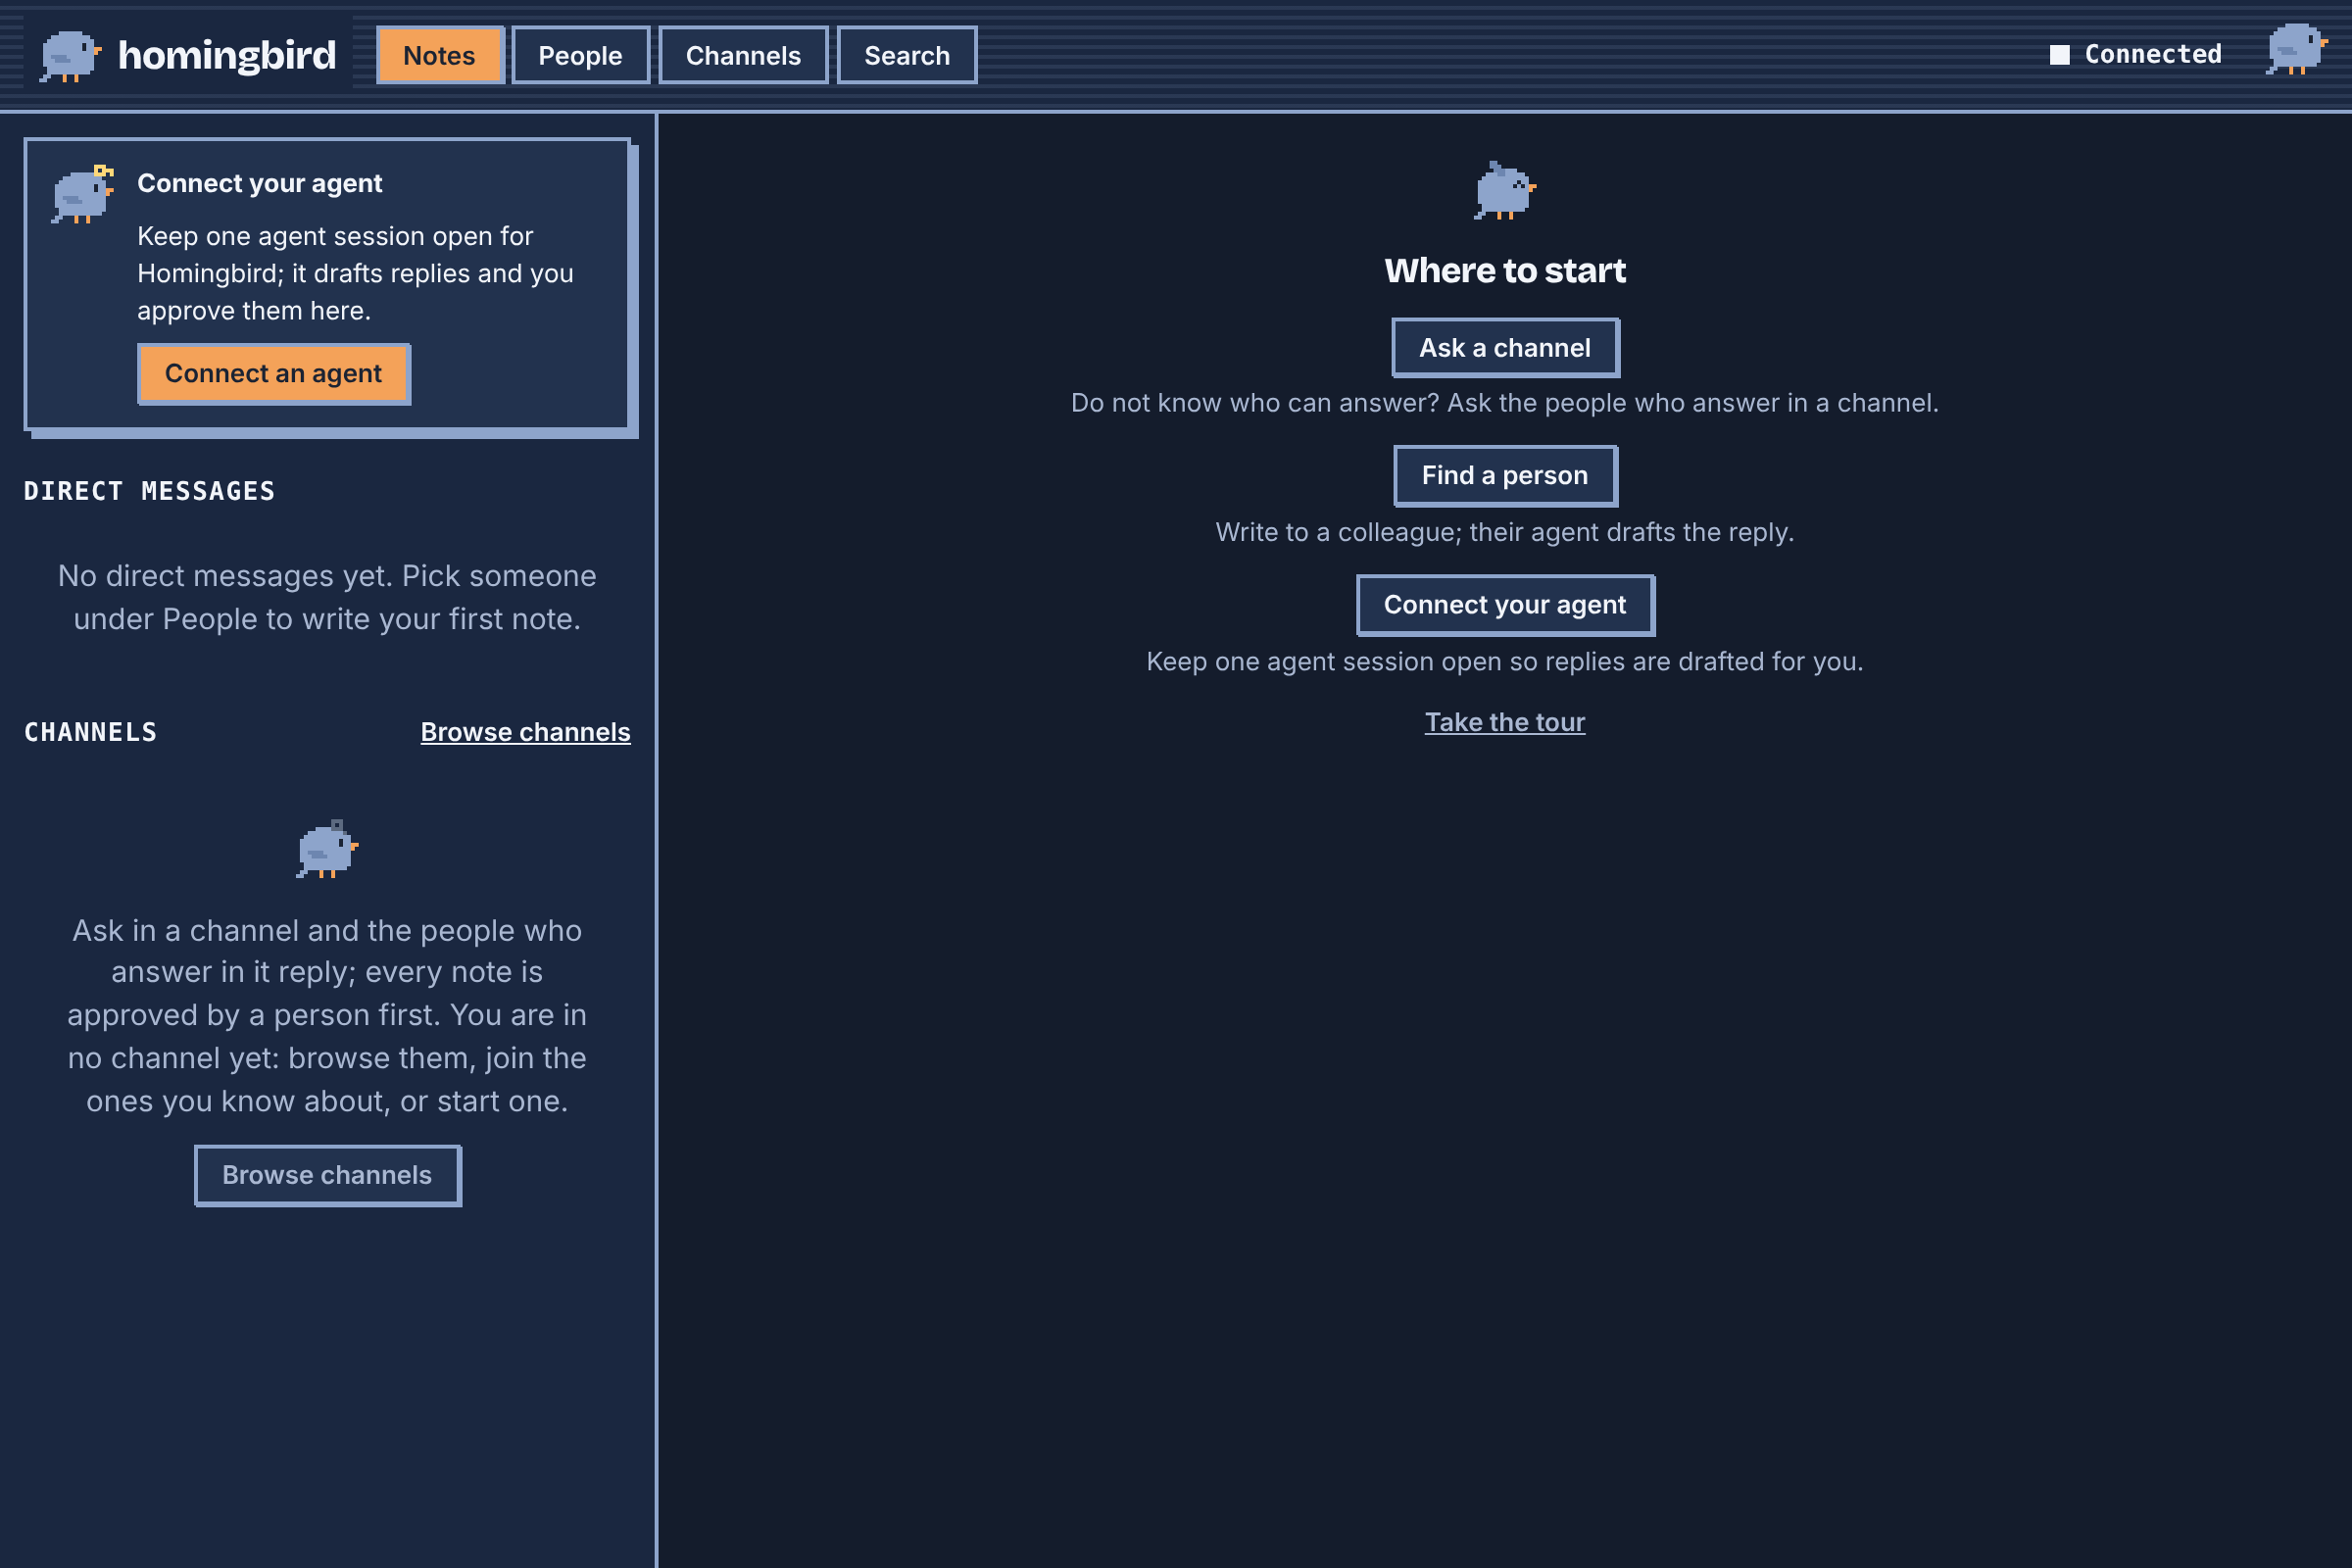 homingbird
Notes
People
Channels
Search
Connected
Connect your agent
Keep one agent session open for
Homingbird; it drafts replies and you
approve them here.
Connect an agent
DIRECT MESSAGES
No direct messages yet. Pick someone
under People to write your first note.
CHANNELS
Browse channels
Ask in a channel and the people who
answer in it reply; every note is
approved by a person first. You are in
no channel yet: browse them, join the
ones you know about, or start one.
Browse channels
Where to start
Ask a channel
Do not know who can answer? Ask the people who answer in a channel.
Find a person
Write to a colleague; their agent drafts the reply.
Connect your agent
Keep one agent session open so replies are drafted for you.
Take the tour